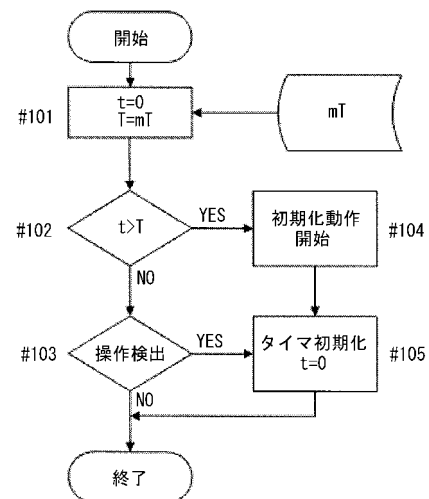 開始
#101
t=0
T=mT
mT
#102
t>T
YES
初期化動作
開始
#104
NO
#103
操作検出
YES
タイマ初期化
t=0
#105
NO
終了